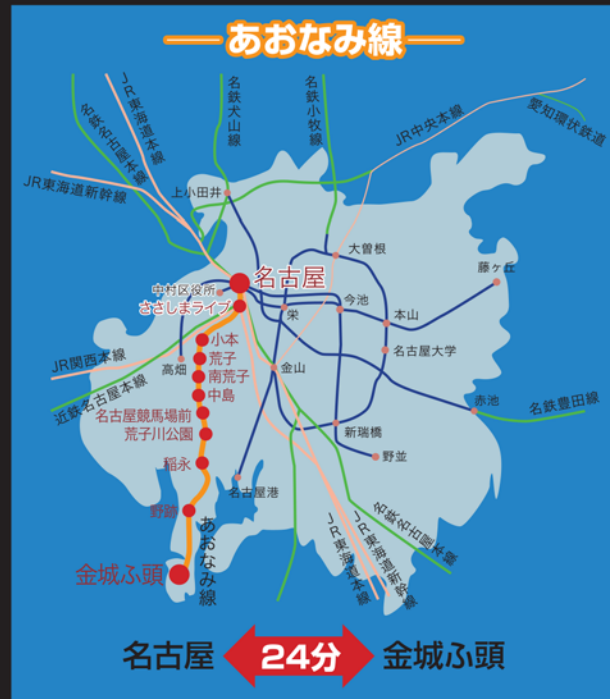 あおなみ線
名鉄名古屋本線
JR東海道本線
名鉄犬山線
名鉄小牧線
JR中央本線
愛知環状鉄道
JR東海道新幹線
上小田井
大曽根
藤ヶ丘
名古屋
中村区役所
ささしまライブ
栄
今池
本山
小本
荒子
名古屋大学
JR関西本線
高畑
南荒子
金山
中島
近鉄名古屋本線
名古屋競馬場前
赤池
名鉄豊田線
荒子川公園
新瑞橋
稲永
野並
名古屋港
野跡
あおなみ線
JR東海道本線
JR東海道新幹線
名鉄名古屋本線
金城ふ頭
名古屋 24分 金城ふ頭